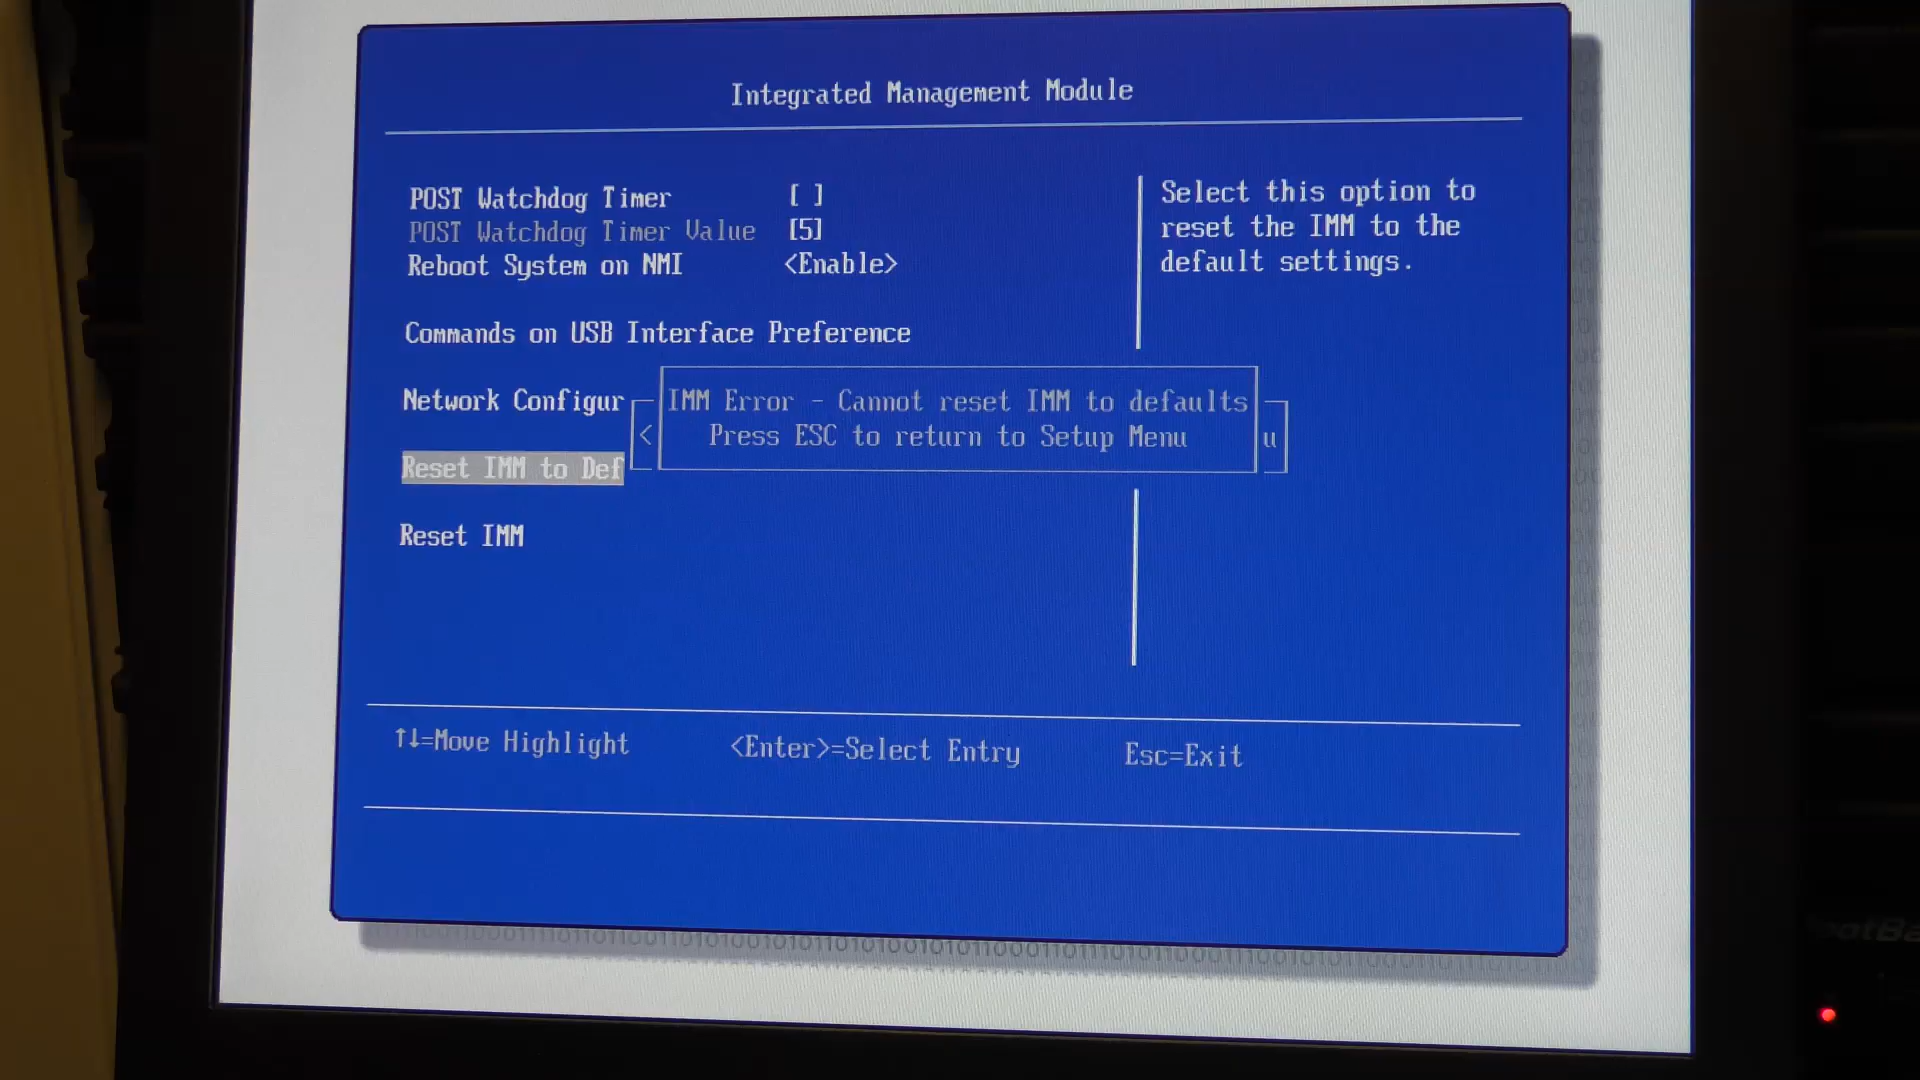 Integrated Management Module
POST Watchdog Timer [ ]
POST Watchdog Timer Value [5]
Reboot System on NMI <Enable>
Commands on USB Interface Preference
Network Configur
Reset IMM to Def
Reset IMM
IMM Error - Cannot reset IMM to defaults
Press ESC to return to Setup Menu
<
u
Select this option to
reset the IMM to the
default settings.
↑↓=Move Highlight <Enter>=Select Entry Esc=Exit